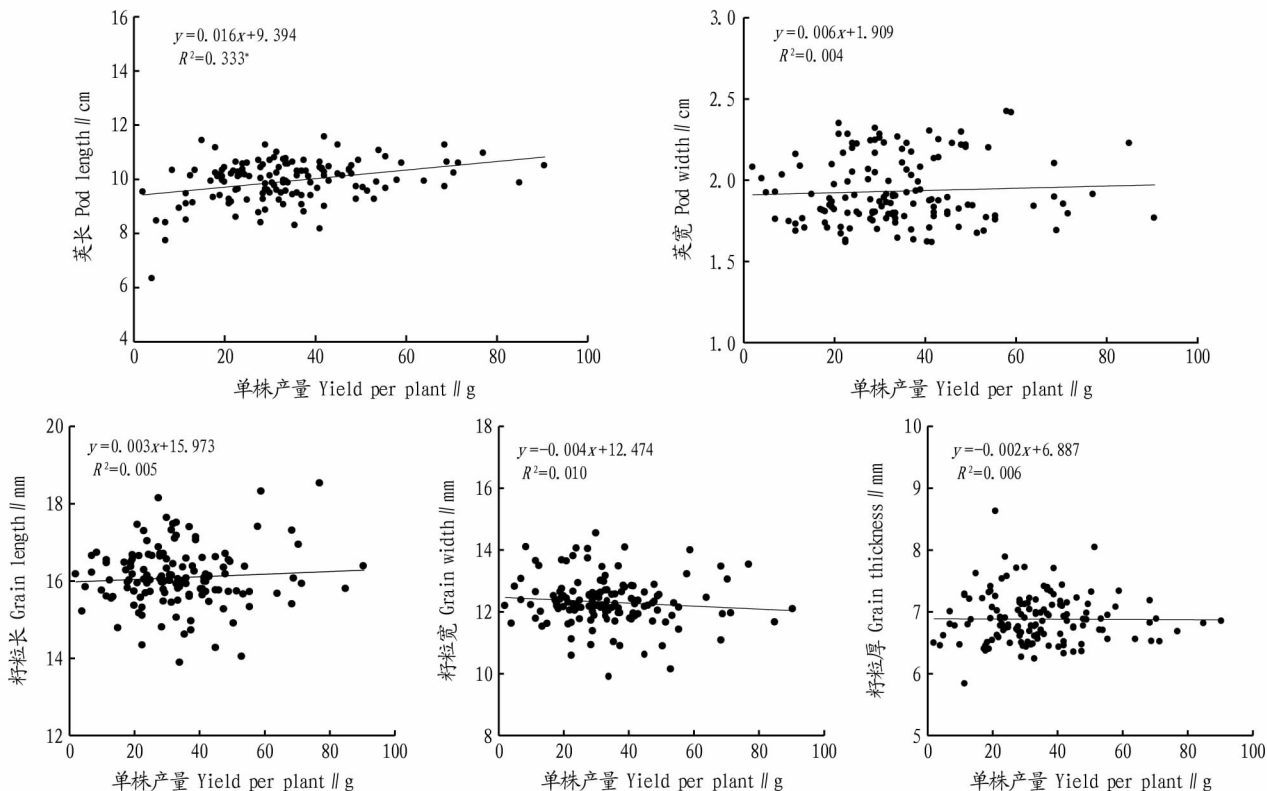 y=0.016x+9.394
R²=0.333*
荚长 Pod length∥cm
16
14
12
10
8
6
4
0
20
40
60
80
100
单株产量 Yield per plant∥g
y=0.006x+1.909
R²=0.004
荚宽 Pod width∥cm
3.0
2.5
2.0
1.5
1.0
0
20
40
60
80
100
单株产量 Yield per plant∥g
y=0.003x+15.973
R²=0.005
籽粒长 Grain length∥mm
20
18
16
14
12
0
20
40
60
80
100
单株产量 Yield per plant∥g
y=-0.004x+12.474
R²=0.010
籽粒宽 Grain width∥mm
18
16
14
12
10
8
0
20
40
60
80
100
单株产量 Yield per plant∥g
y=-0.002x+6.887
R²=0.006
籽粒厚 Grain thickness∥mm
10
9
8
7
6
5
0
20
40
60
80
100
单株产量 Yield per plant∥g